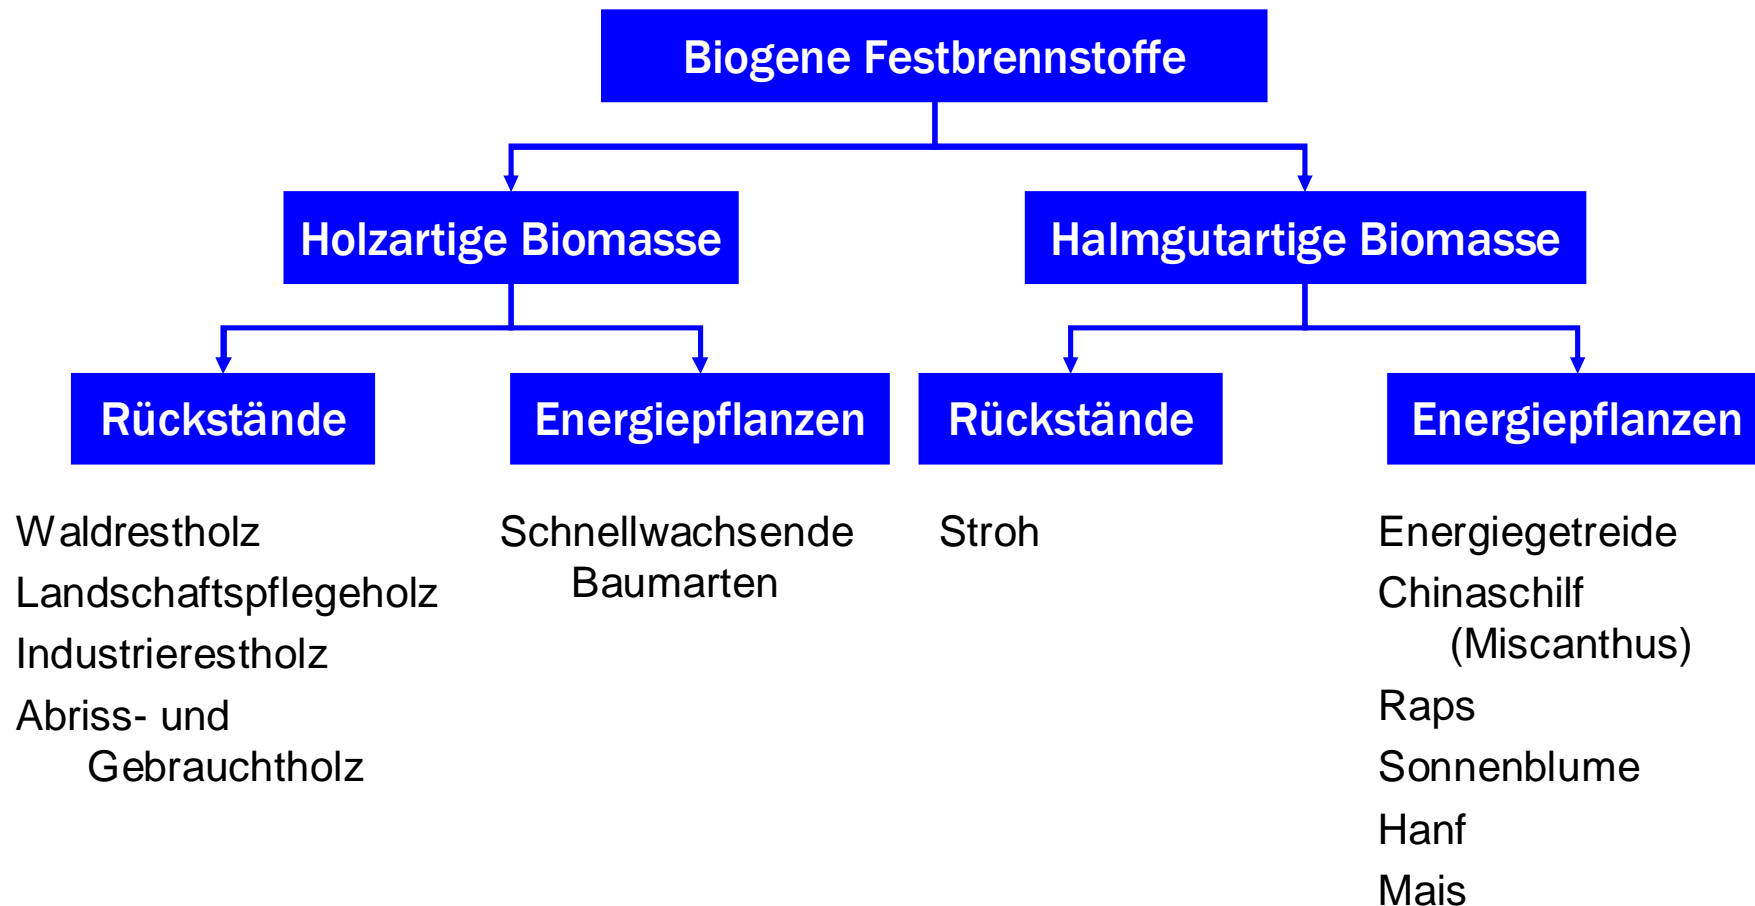 Biogene Festbrennstoffe
Holzartige Biomasse
Halmgutartige Biomasse
Rückstände
Energiepflanzen
Rückstände
Energiepflanzen
Waldrestholz
Landschaftspflegeholz
Industrierestholz
Abriss- und
Gebrauchtholz
Schnellwachsende
Baumarten
Stroh
Energiegetreide
Chinaschilf
(Miscanthus)
Raps
Sonnenblume
Hanf
Mais